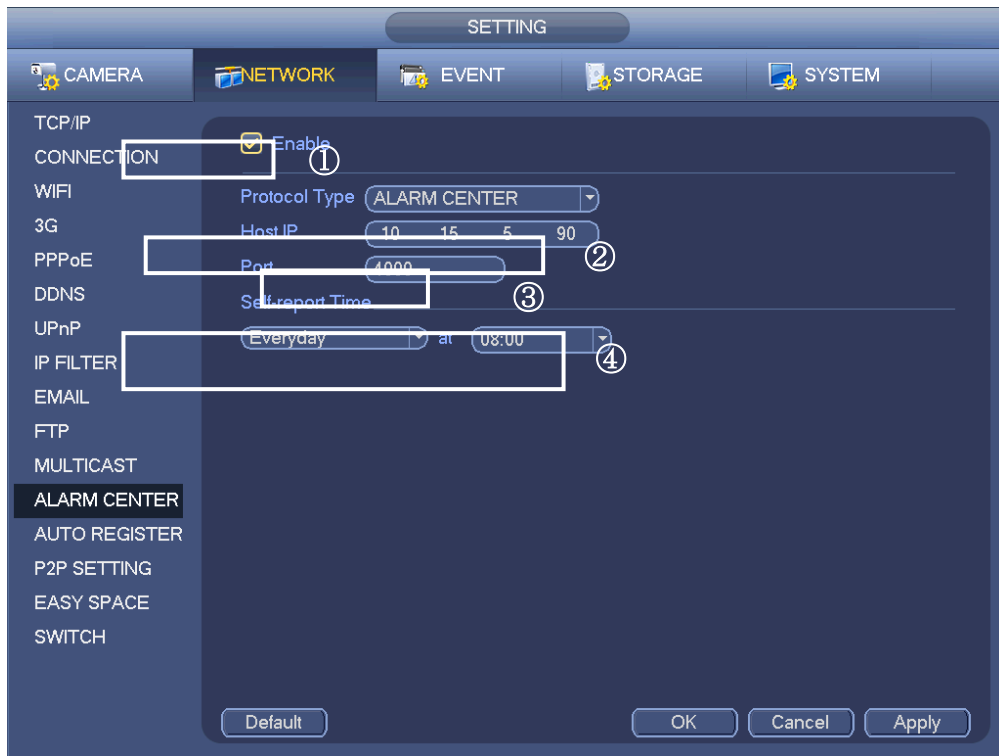 SETTING
CAMERA NETWORK EVENT STORAGE SYSTEM
TCP/IP
CONNECTION
WIFI
3G
PPPoE
DDNS
UPnP
IP FILTER
EMAIL
FTP
MULTICAST
ALARM CENTER
AUTO REGISTER
P2P SETTING
EASY SPACE
SWITCH
Enable ①
Protocol Type ALARM CENTER
Host IP 10 15 5 90 ②
Port 4000 ③
Self-report Time
Everyday at 08:00 ④
Default OK Cancel Apply